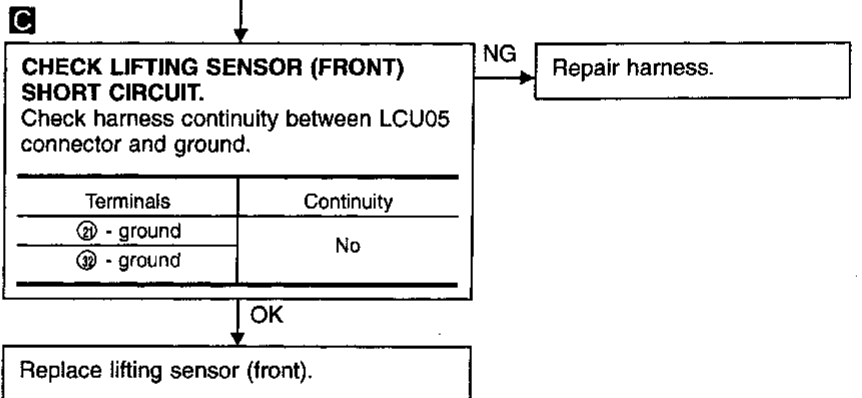 C
CHECK LIFTING SENSOR (FRONT)
SHORT CIRCUIT.
Check harness continuity between LCU05
connector and ground.
Terminals Continuity
㉑ - ground
No
㉜ - ground
NG
Repair harness.
OK
Replace lifting sensor (front).